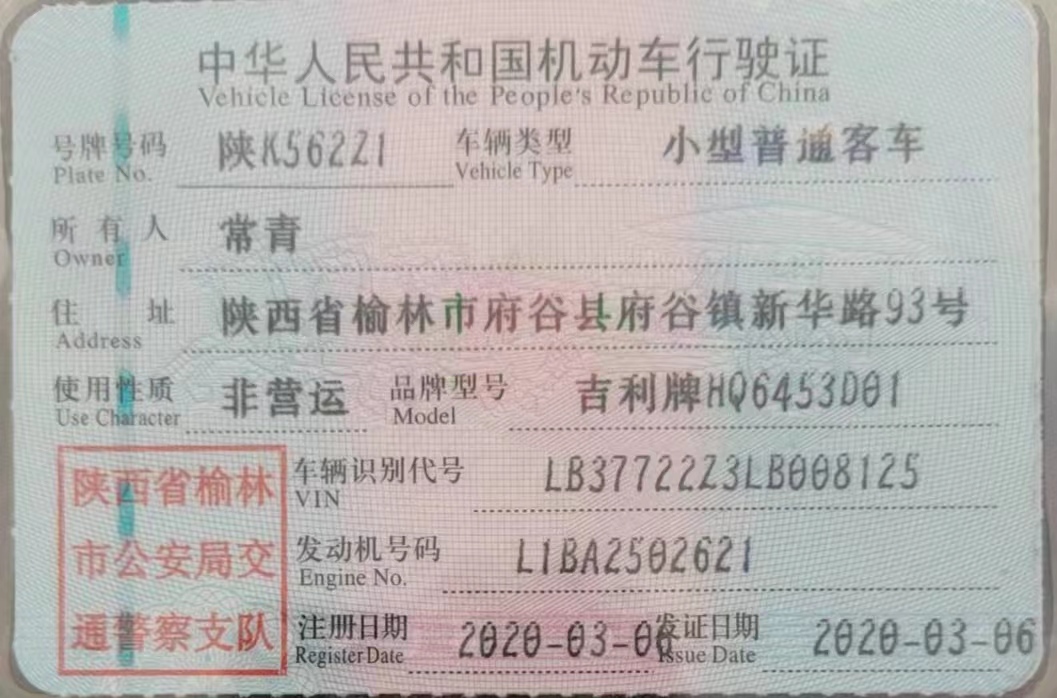 中华人民共和国机动车行驶证
Vehicle License of the People's Republic of China
号牌号码 陕K562Z1 车辆类型 小型普通客车
Plate No. Vehicle Type
所有人 常青
Owner
住址 陕西省榆林市府谷县府谷镇新华路93号
Address
使用性质 非营运 品牌型号 吉利牌HQ6453D01
Use Character Model
陕西省榆林
市公安局交
通警察支队
车辆识别代号 LB37722Z3LB008125
VIN
发动机号码 L1BA2502621
Engine No.
注册日期 2020-03-06 发证日期 2020-03-06
Register Date Issue Date